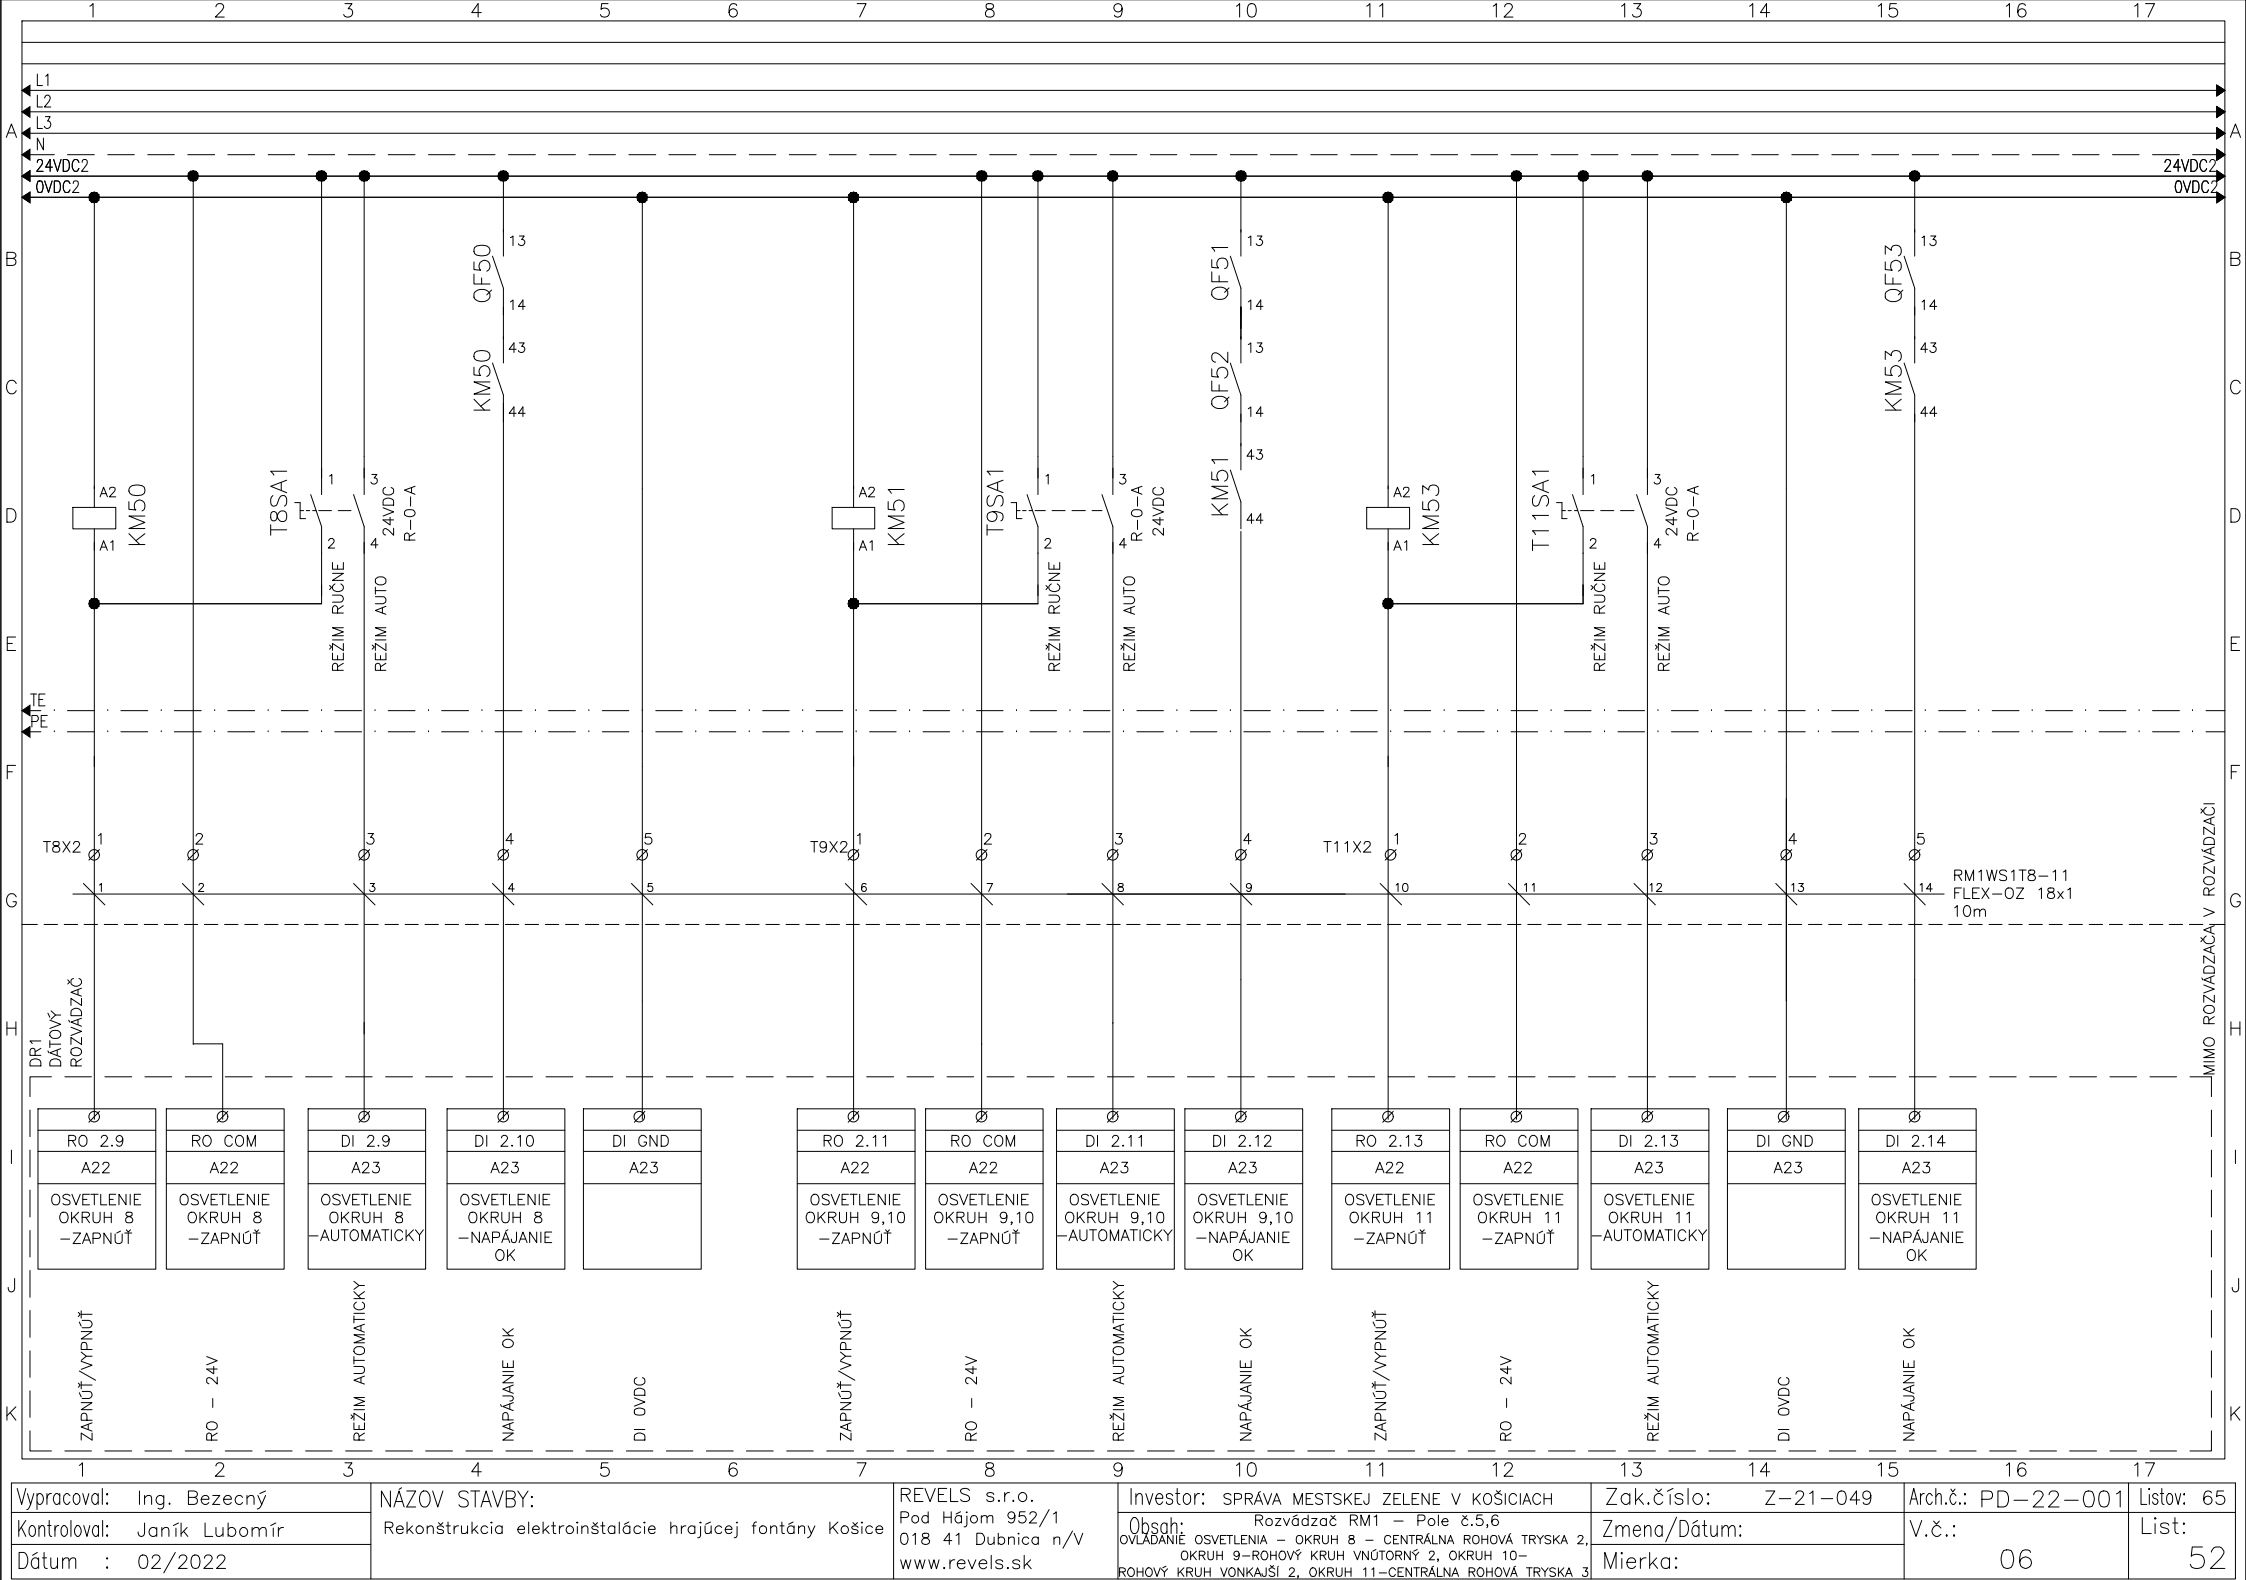 1 2 3 4 5 6 7 8 9 10 11 12 13 14 15 16 17
L1
L2
L3
A A
N
24VDC2 24VDC2
0VDC2 0VDC2
B B
13 13 13
QF50 QF51 QF53
14 14 14
43 13 43
C C
KM50 QF52 KM53
44 14 44
43
KM51
44
D D
A2 A2 A2
KM50 KM51 KM53
A1 A1 A1
T8SA1 T9SA1 T11SA1
1 3 1 3 1 3
24VDC
R-0-A
R-0-A
24VDC
24VDC
R-0-A
2 4 2 4 2 4
REŽIM RUČNE REŽIM AUTO REŽIM RUČNE REŽIM AUTO REŽIM RUČNE REŽIM AUTO
E E
TE
PE
F F
T8X2 1 2 3 4 5 T9X2 1 2 3 4 T11X2 1 2 3 4 5
G G
1 2 3 4 5 6 7 8 9 10 11 12 13 14
RM1WS1T8-11
FLEX-OZ 18x1
10m
MIMO ROZVÁDZAČA V ROZVÁDZAČI
H H
DR1
DÁTOVÝ
ROZVÁDZAČ
I I
RO 2.9 RO COM DI 2.9 DI 2.10 DI GND RO 2.11 RO COM DI 2.11 DI 2.12 RO 2.13 RO COM DI 2.13 DI GND DI 2.14
A22 A22 A23 A23 A23 A22 A22 A23 A23 A22 A22 A23 A23 A23
OSVETLENIE OSVETLENIE OSVETLENIE OSVETLENIE OSVETLENIE OSVETLENIE OSVETLENIE OSVETLENIE OSVETLENIE OSVETLENIE OSVETLENIE OSVETLENIE
OKRUH 8 OKRUH 8 OKRUH 8 OKRUH 8 OKRUH 9,10 OKRUH 9,10 OKRUH 9,10 OKRUH 9,10 OKRUH 11 OKRUH 11 OKRUH 11 OKRUH 11
-ZAPNÚŤ -ZAPNÚŤ -AUTOMATICKY -NAPÁJANIE -ZAPNÚŤ -ZAPNÚŤ -AUTOMATICKY -NAPÁJANIE -ZAPNÚŤ -ZAPNÚŤ -AUTOMATICKY -NAPÁJANIE
OK OK OK
J J
ZAPNÚŤ/VYPNÚŤ RO - 24V REŽIM AUTOMATICKY NAPÁJANIE OK DI 0VDC ZAPNÚŤ/VYPNÚŤ RO - 24V REŽIM AUTOMATICKY NAPÁJANIE OK ZAPNÚŤ/VYPNÚŤ RO - 24V REŽIM AUTOMATICKY DI 0VDC NAPÁJANIE OK
K K
1 2 3 4 5 6 7 8 9 10 11 12 13 14 15 16 17
Vypracoval: Ing. Bezecný
Kontroloval: Janík Lubomír
Dátum : 02/2022
NÁZOV STAVBY:
Rekonštrukcia elektroinštalácie hrajúcej fontány Košice
REVELS s.r.o.
Pod Hájom 952/1
018 41 Dubnica n/V
www.revels.sk
Investor: SPRÁVA MESTSKEJ ZELENE V KOŠICIACH
Obsah: Rozvádzač RM1 - Pole č.5,6
OVLÁDANIE OSVETLENIA - OKRUH 8 - CENTRÁLNA ROHOVÁ TRYSKA 2,
OKRUH 9-ROHOVÝ KRUH VNÚTORNÝ 2, OKRUH 10-
ROHOVÝ KRUH VONKAJŠÍ 2, OKRUH 11-CENTRÁLNA ROHOVÁ TRYSKA 3
Zak.číslo: Z-21-049
Zmena/Dátum:
Mierka:
Arch.č.: PD-22-001
V.č.:
06
Listov: 65
List:
52